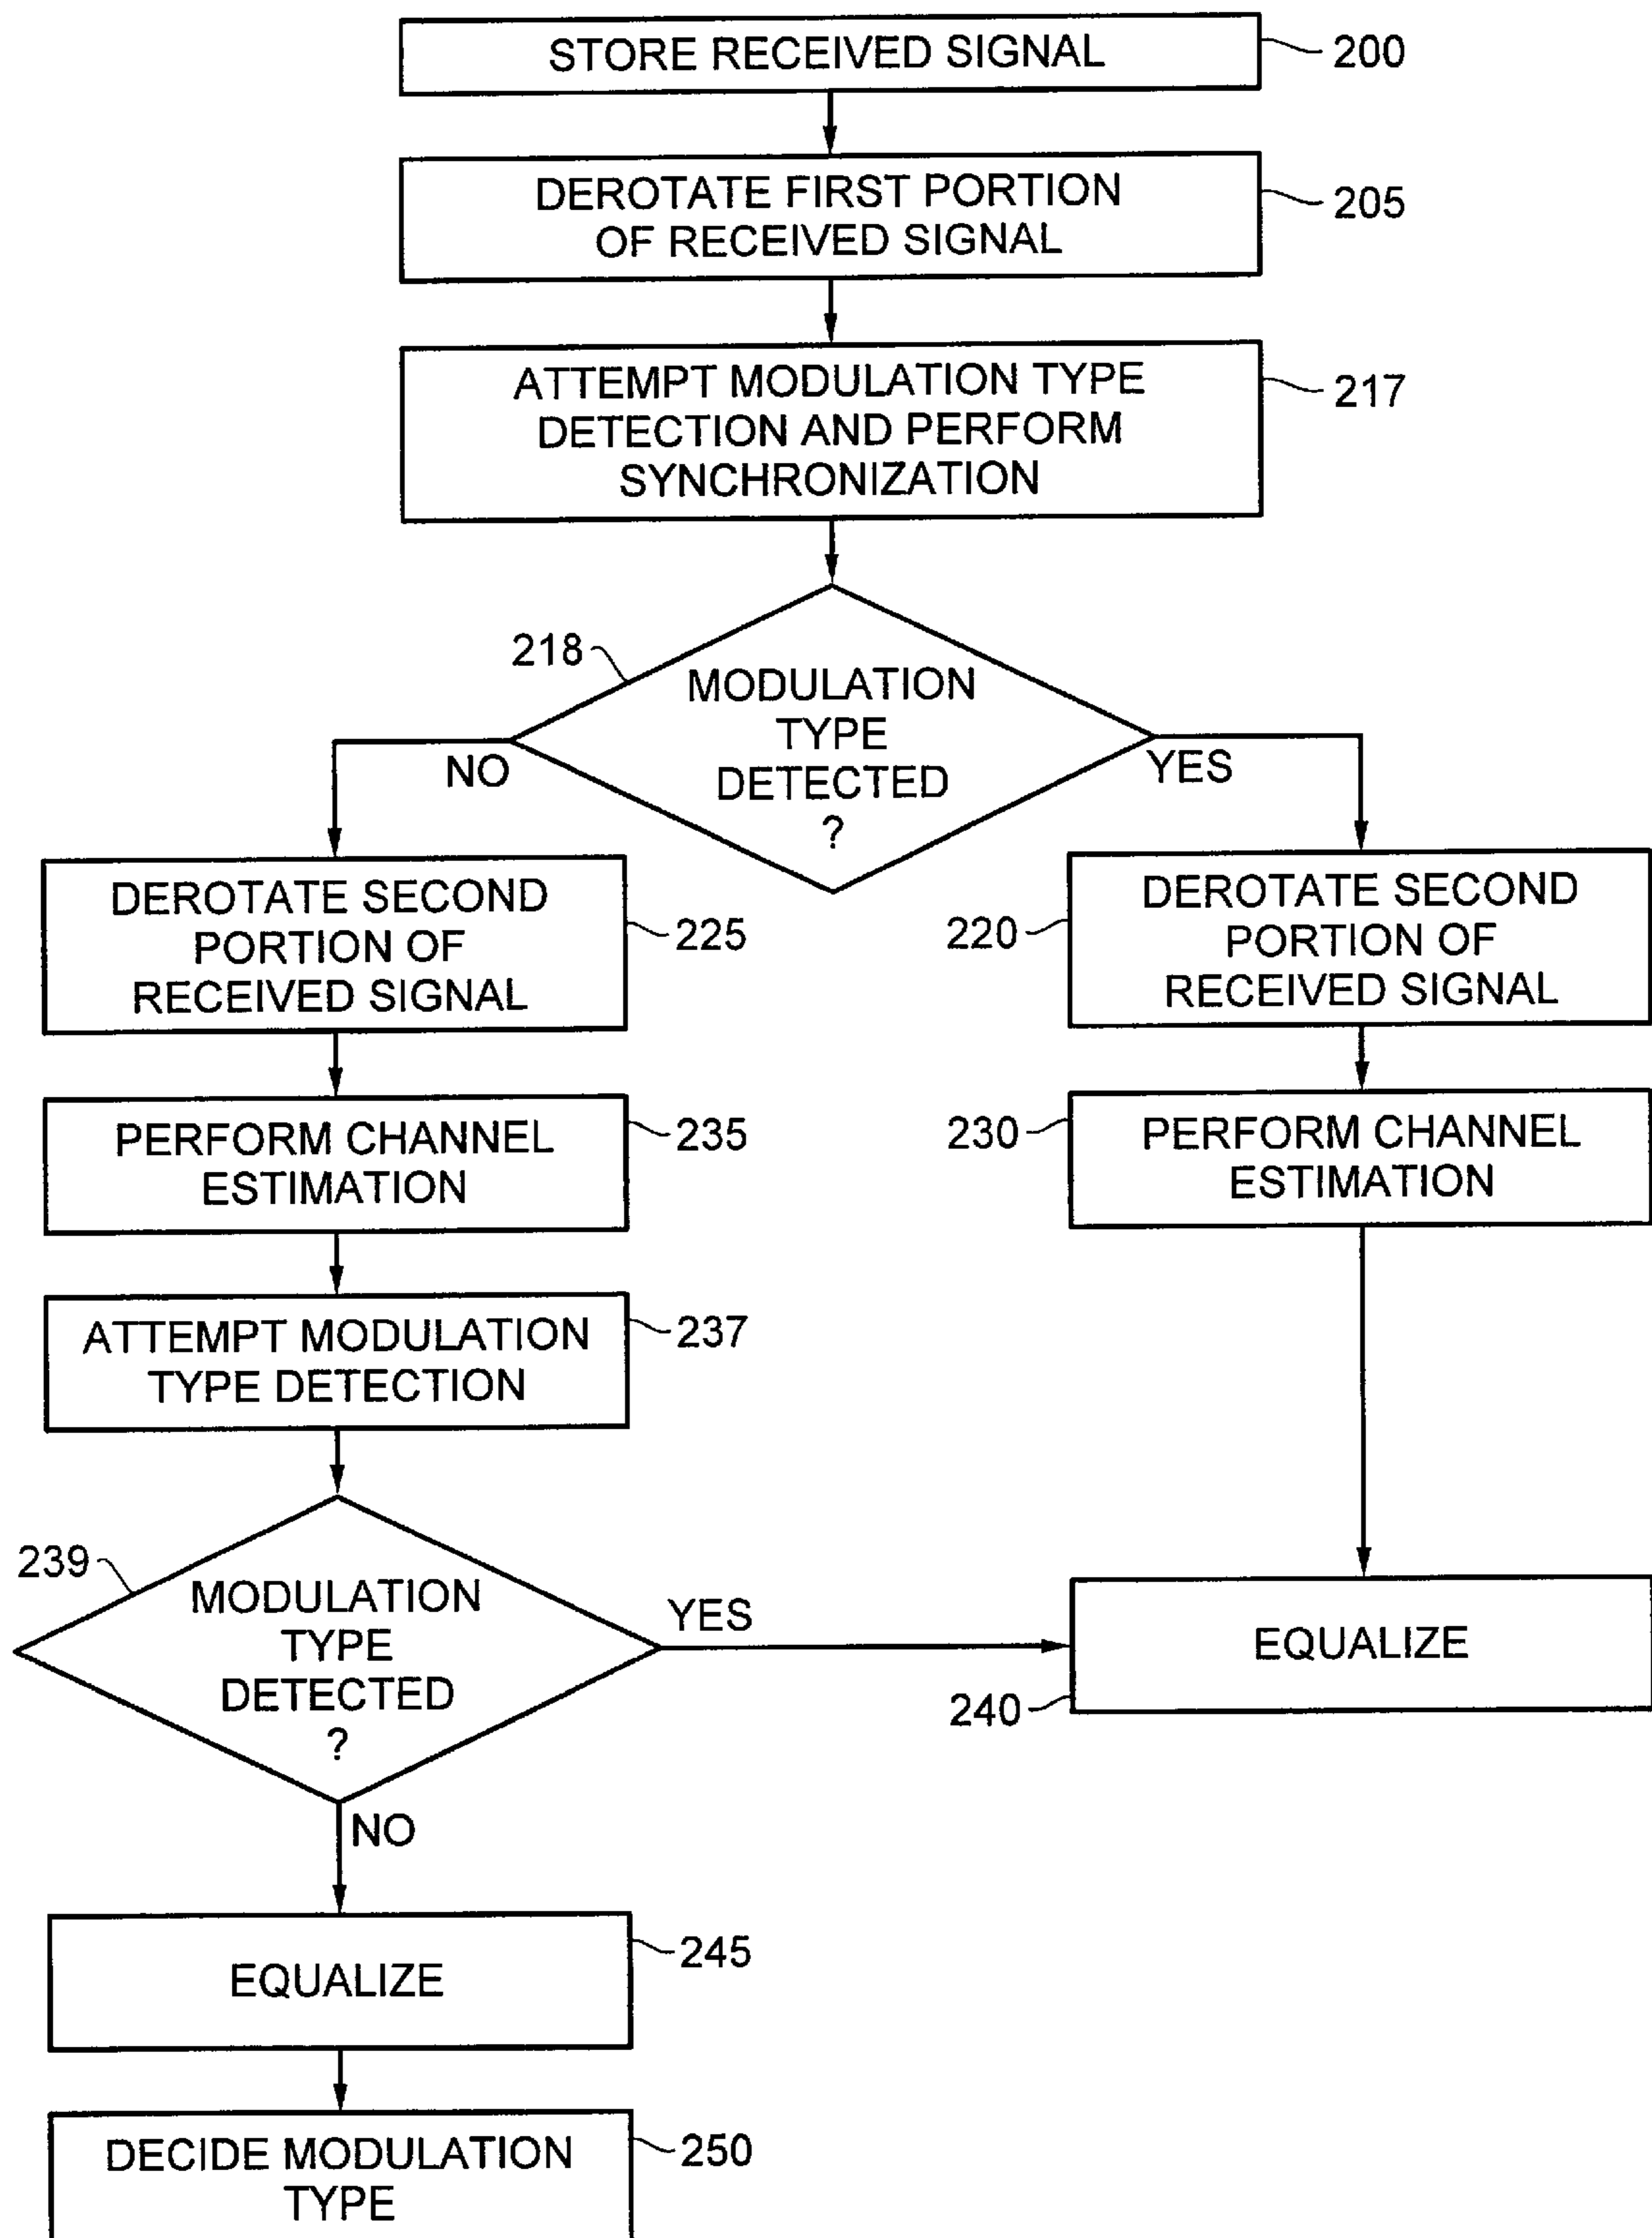 STORE RECEIVED SIGNAL
200
DEROTATE FIRST PORTION
OF RECEIVED SIGNAL
205
ATTEMPT MODULATION TYPE
DETECTION AND PERFORM
SYNCHRONIZATION
217
218
MODULATION
TYPE
DETECTED
?
NO
YES
DEROTATE SECOND
PORTION OF
RECEIVED SIGNAL
225
220
DEROTATE SECOND
PORTION OF
RECEIVED SIGNAL
PERFORM CHANNEL
ESTIMATION
235
230
PERFORM CHANNEL
ESTIMATION
ATTEMPT MODULATION
TYPE DETECTION
237
239
MODULATION
TYPE
DETECTED
?
YES
EQUALIZE
240
NO
EQUALIZE
245
DECIDE MODULATION
TYPE
250